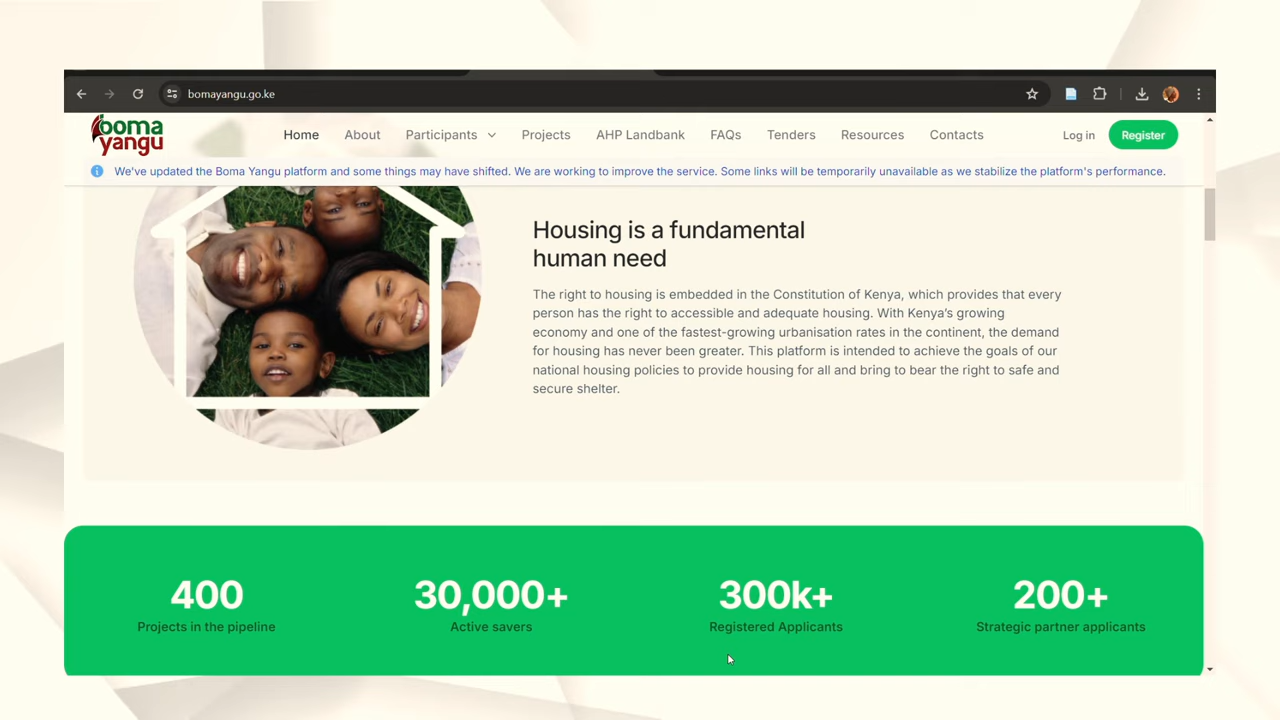 bomayangu.go.ke
boma
yangu
Home About Participants Projects AHP Landbank FAQs Tenders Resources Contacts Log in Register
We've updated the Boma Yangu platform and some things may have shifted. We are working to improve the service. Some links will be temporarily unavailable as we stabilize the platform's performance.
Housing is a fundamental
human need
The right to housing is embedded in the Constitution of Kenya, which provides that every
person has the right to accessible and adequate housing. With Kenya's growing
economy and one of the fastest-growing urbanisation rates in the continent, the demand
for housing has never been greater. This platform is intended to achieve the goals of our
national housing policies to provide housing for all and bring to bear the right to safe and
secure shelter.
400 30,000+ 300k+ 200+
Projects in the pipeline Active savers Registered Applicants Strategic partner applicants